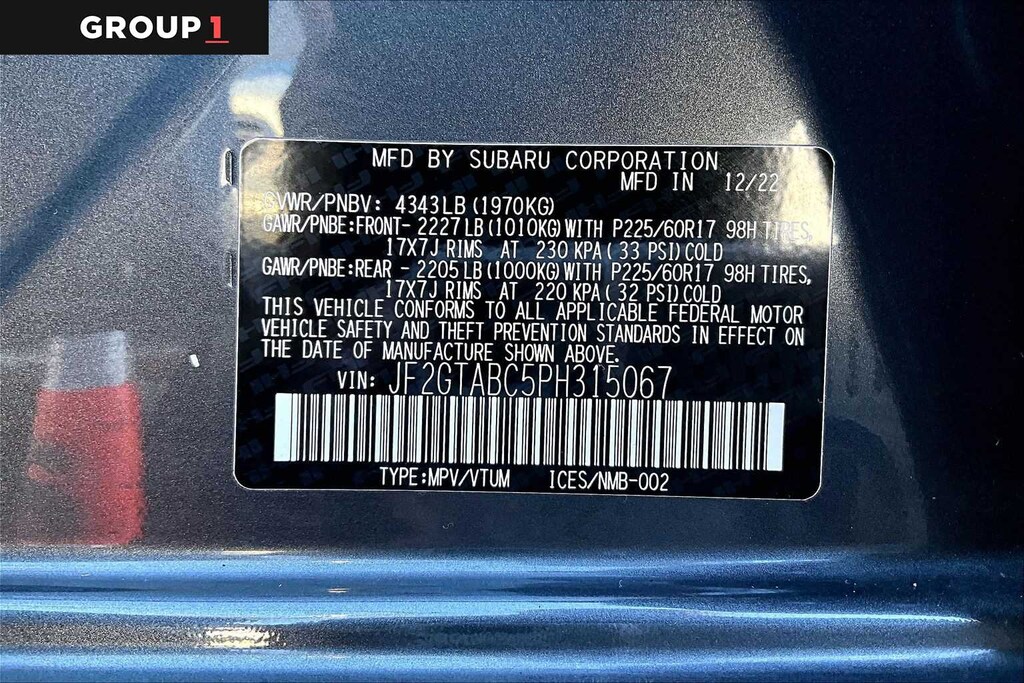 GROUP 1
MFD BY SUBARU CORPORATION
MFD IN 12/22
GVWR/PNBV: 4343LB (1970KG)
GAWR/PNBE:FRONT- 2227LB (1010KG) WITH P225/60R17 98H TIRES,
17X7J RIMS AT 230 KPA( 33 PSI) COLD
GAWR/PNBE:REAR - 2205LB (1000KG) WITH P225/60R17 98H TIRES,
17X7J RIMS AT 220 KPA( 32 PSI) COLD
THIS VEHICLE CONFORMS TO ALL APPLICABLE FEDERAL MOTOR
VEHICLE SAFETY AND THEFT PREVENTION STANDARDS IN EFFECT ON
THE DATE OF MANUFACTURE SHOWN ABOVE.
VIN: JF2GTABC5PH315067
TYPE:MPV/VTUM ICES/NMB-002